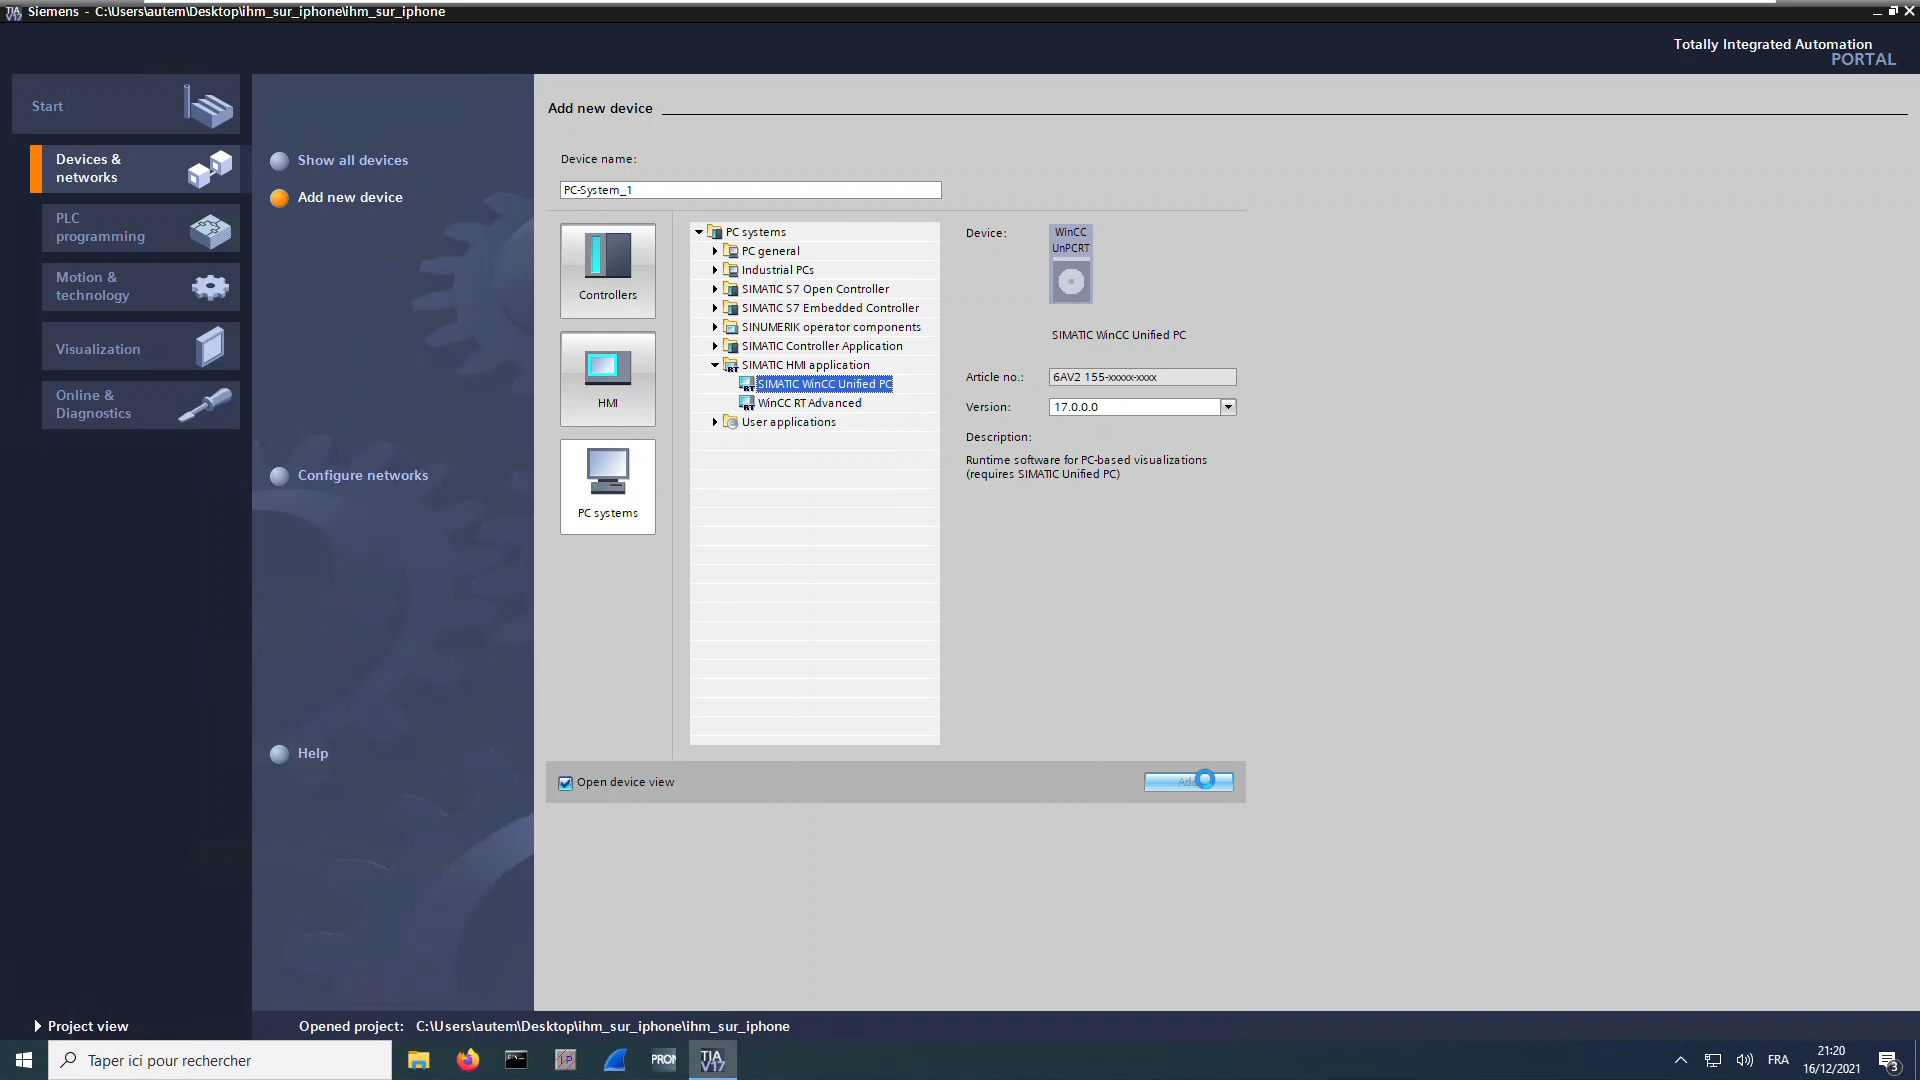 Siemens - C:\Users\autem\Desktop\ihm_sur_iphone\ihm_sur_iphone
Totally Integrated Automation
PORTAL
Start
Devices &
networks
PLC
programming
Motion &
technology
Visualization
Online &
Diagnostics
Show all devices
Add new device
Configure networks
Help
Add new device
Device name:
PC-System_1
Controllers
HMI
PC systems
PC systems
PC general
Industrial PCs
SIMATIC S7 Open Controller
SIMATIC S7 Embedded Controller
SINUMERIK operator components
SIMATIC Controller Application
SIMATIC HMI application
SIMATIC WinCC Unified PC
WinCC RT Advanced
User applications
Device:
WinCC
UnPCRT
SIMATIC WinCC Unified PC
Article no.: 6AV2 155-xxxxx-xxxx
Version: 17.0.0.0
Description:
Runtime software for PC-based visualizations
(requires SIMATIC Unified PC)
Open device view
Project view
Opened project: C:\Users\autem\Desktop\ihm_sur_iphone\ihm_sur_iphone
Taper ici pour rechercher
PRON
TIA
V17
FRA
21:20
16/12/2021
3